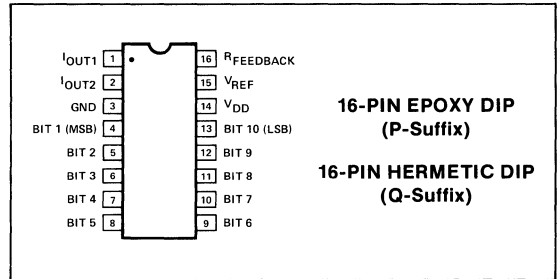 IOUT1 1 16 RFEEDBACK
IOUT2 2 15 VREF
GND 3 14 VDD
BIT 1 (MSB) 4 13 BIT 10 (LSB)
BIT 2 5 12 BIT 9
BIT 3 6 11 BIT 8
BIT 4 7 10 BIT 7
BIT 5 8 9 BIT 6
16-PIN EPOXY DIP
(P-Suffix)
16-PIN HERMETIC DIP
(Q-Suffix)